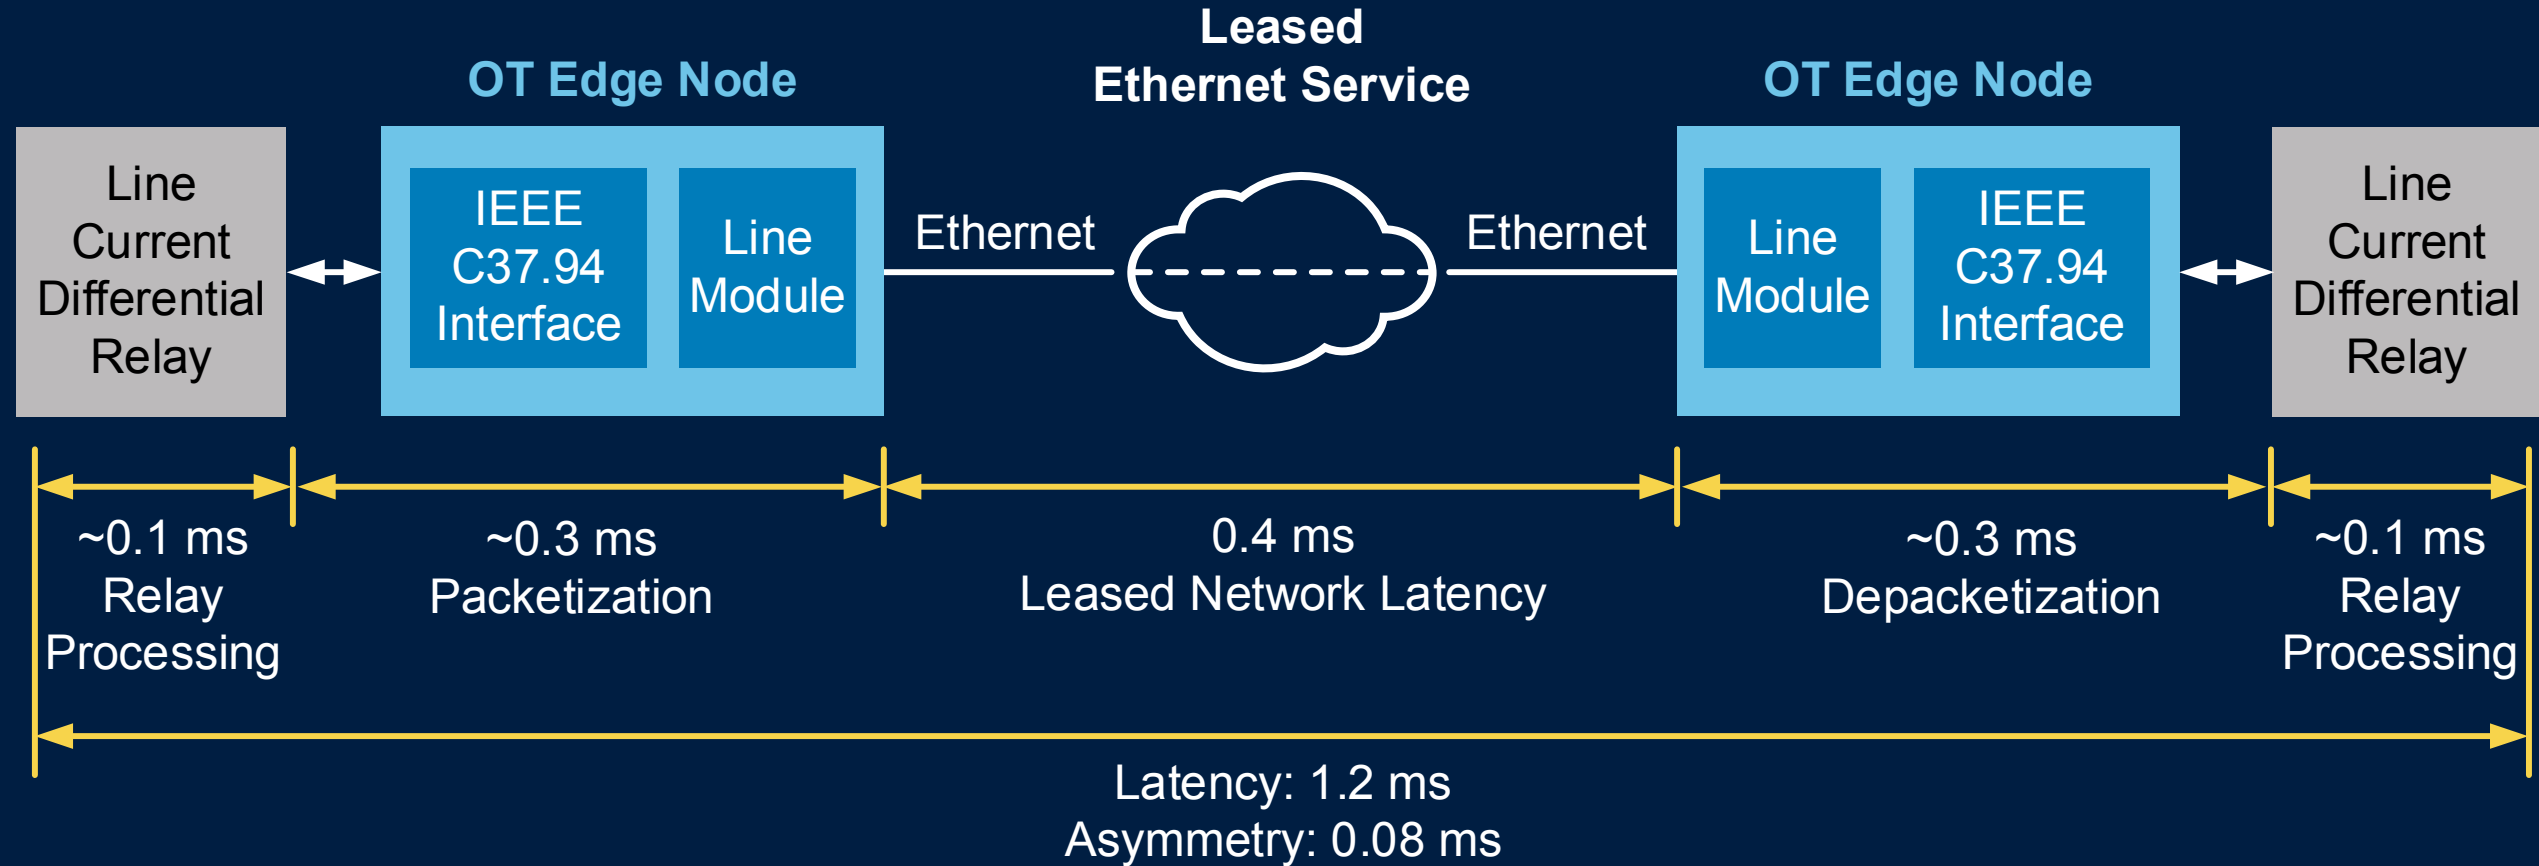 Leased
Ethernet Service
OT Edge Node
OT Edge Node
Line
Current
Differential
Relay
IEEE
C37.94
Interface
Line
Module
Ethernet
Ethernet
Line
Module
IEEE
C37.94
Interface
Line
Current
Differential
Relay
~0.1 ms
Relay
Processing
~0.3 ms
Packetization
0.4 ms
Leased Network Latency
~0.3 ms
Depacketization
~0.1 ms
Relay
Processing
Latency: 1.2 ms
Asymmetry: 0.08 ms